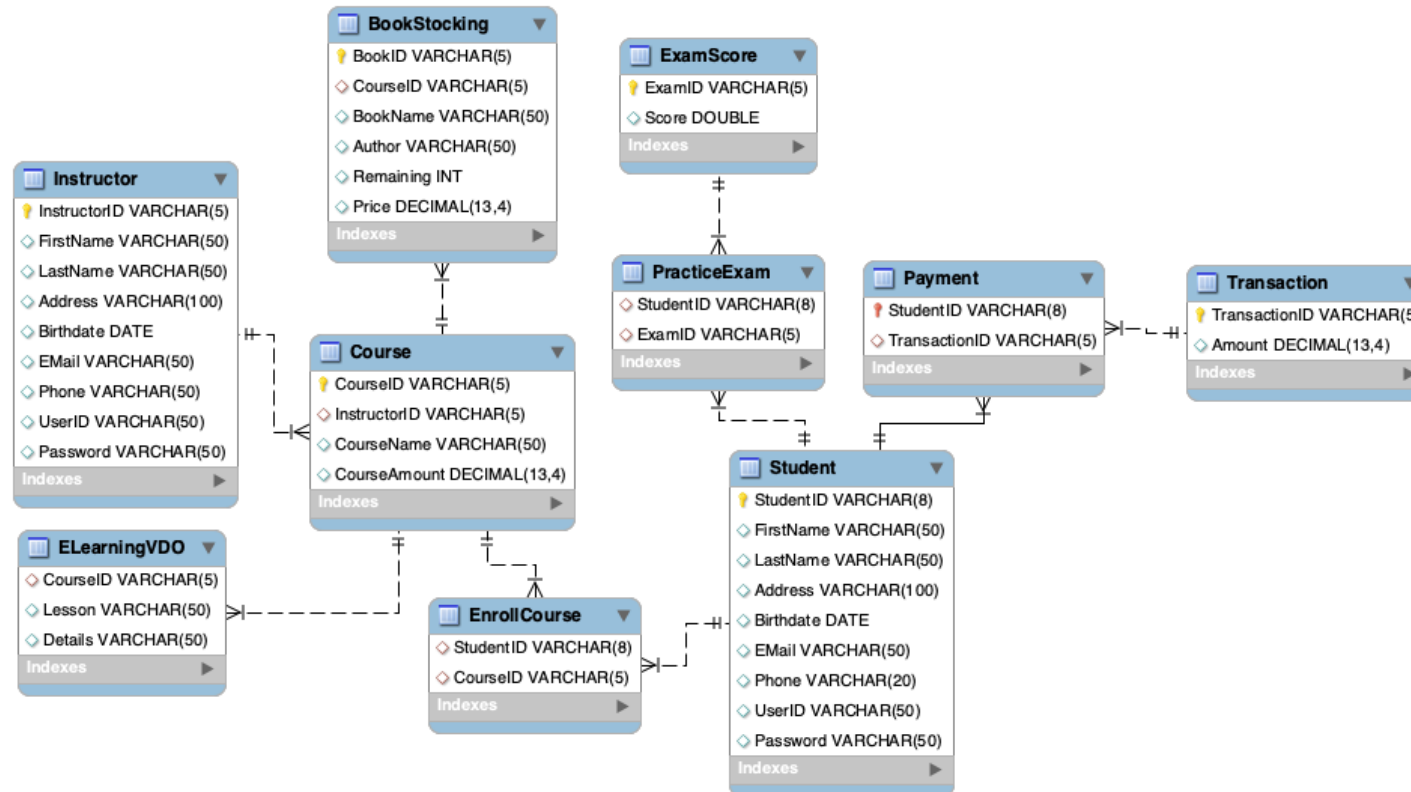 BookStocking
BookID VARCHAR(5)
CourseID VARCHAR(5)
BookName VARCHAR(50)
Author VARCHAR(50)
Remaining INT
Price DECIMAL(13,4)
Indexes
ExamScore
ExamID VARCHAR(5)
Score DOUBLE
Indexes
Instructor
InstructorID VARCHAR(5)
FirstName VARCHAR(50)
LastName VARCHAR(50)
Address VARCHAR(100)
Birthdate DATE
EMail VARCHAR(50)
Phone VARCHAR(50)
UserID VARCHAR(50)
Password VARCHAR(50)
Indexes
PracticeExam
StudentID VARCHAR(8)
ExamID VARCHAR(5)
Indexes
Payment
StudentID VARCHAR(8)
TransactionID VARCHAR(5)
Indexes
Transaction
TransactionID VARCHAR(5
Amount DECIMAL(13,4)
Indexes
Course
CourseID VARCHAR(5)
InstructorID VARCHAR(5)
CourseName VARCHAR(50)
CourseAmount DECIMAL(13,4)
Indexes
Student
StudentID VARCHAR(8)
FirstName VARCHAR(50)
LastName VARCHAR(50)
Address VARCHAR(100)
Birthdate DATE
EMail VARCHAR(50)
Phone VARCHAR(20)
UserID VARCHAR(50)
Password VARCHAR(50)
Indexes
ELearningVDO
CourseID VARCHAR(5)
Lesson VARCHAR(50)
Details VARCHAR(50)
Indexes
EnrollCourse
StudentID VARCHAR(8)
CourseID VARCHAR(5)
Indexes